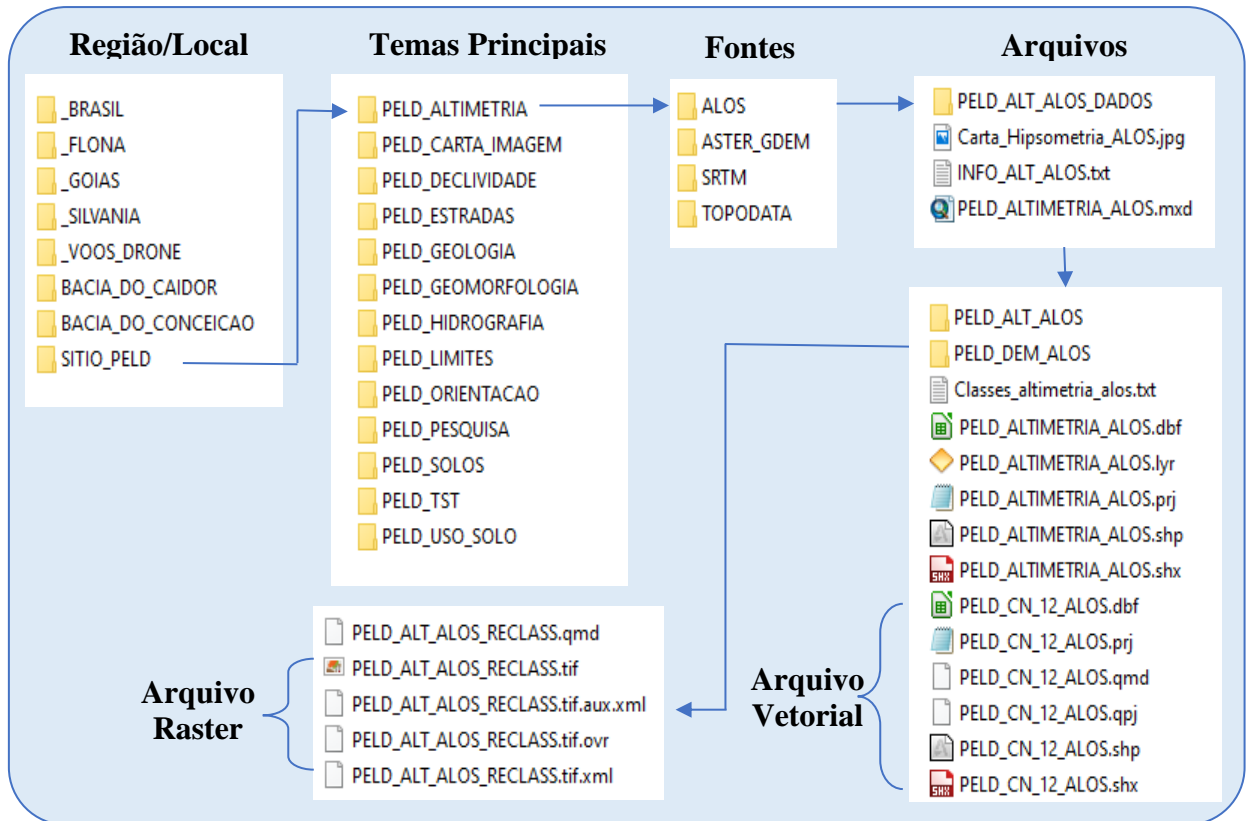 Região/Local
_BRASIL
_FLONA
_GOIAS
_SILVANIA
_VOOS_DRONE
BACIA_DO_CAIDOR
BACIA_DO_CONCEICAO
SITIO_PELD
Temas Principais
PELD_ALTIMETRIA
PELD_CARTA_IMAGEM
PELD_DECLIVIDADE
PELD_ESTRADAS
PELD_GEOLOGIA
PELD_GEOMORFOLOGIA
PELD_HIDROGRAFIA
PELD_LIMITES
PELD_ORIENTACAO
PELD_PESQUISA
PELD_SOLOS
PELD_TST
PELD_USO_SOLO
Fontes
ALOS
ASTER_GDEM
SRTM
TOPODATA
Arquivos
PELD_ALT_ALOS_DADOS
Carta_Hipsometria_ALOS.jpg
INFO_ALT_ALOS.txt
PELD_ALTIMETRIA_ALOS.mxd
PELD_ALT_ALOS
PELD_DEM_ALOS
Classes_altimetria_alos.txt
PELD_ALTIMETRIA_ALOS.dbf
PELD_ALTIMETRIA_ALOS.lyr
PELD_ALTIMETRIA_ALOS.prj
PELD_ALTIMETRIA_ALOS.shp
SHX PELD_ALTIMETRIA_ALOS.shx
PELD_CN_12_ALOS.dbf
PELD_CN_12_ALOS.prj
PELD_CN_12_ALOS.qmd
PELD_CN_12_ALOS.qpj
PELD_CN_12_ALOS.shp
SHX PELD_CN_12_ALOS.shx
Arquivo
Vetorial
PELD_ALT_ALOS_RECLASS.qmd
PELD_ALT_ALOS_RECLASS.tif
PELD_ALT_ALOS_RECLASS.tif.aux.xml
PELD_ALT_ALOS_RECLASS.tif.ovr
PELD_ALT_ALOS_RECLASS.tif.xml
Arquivo
Raster